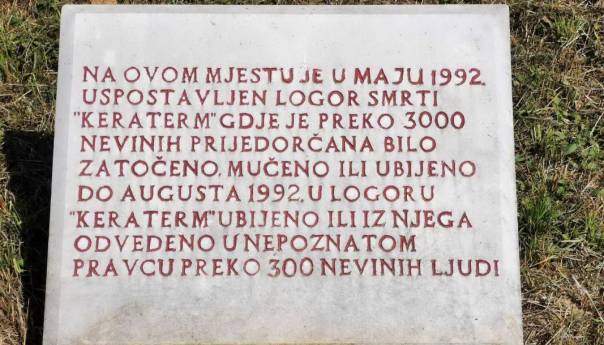 NA OVOM MJESTU JE U MAJU 1992.
USPOSTAVLJEN LOGOR SMRTI
"KERATERM" GDJE JE PREKO 3000
NEVINIH PRIJEDORČANA BILO
ZATOČENO, MUČENO ILI UBIJENO
DO AUGUSTA 1992. U LOGORU
"KERATERM" UBIJENO ILI IZ NJEGA
ODVEDENO U NEPOZNATOM
PRAVCU PREKO 300 NEVINIH LJUDI